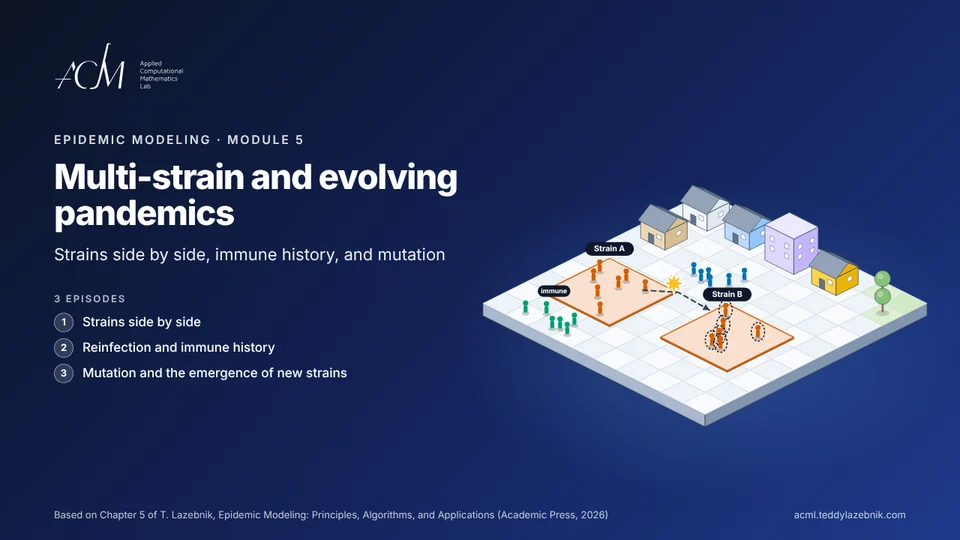 ACM
Applied
Computational
Mathematics
Lab
EPIDEMIC MODELING · MODULE 5
Multi-strain and evolving
pandemics
Strains side by side, immune history, and mutation
3 EPISODES
1 Strains side by side
2 Reinfection and immune history
3 Mutation and the emergence of new strains
Strain A
immune
Strain B
Based on Chapter 5 of T. Lazebnik, Epidemic Modeling: Principles, Algorithms, and Applications (Academic Press, 2026)
acml.teddylazebnik.com